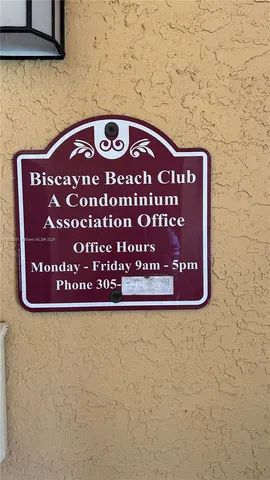 Biscayne Beach Club
A Condominium
Association Office
Office Hours
Monday - Friday 9am - 5pm
Phone 305-